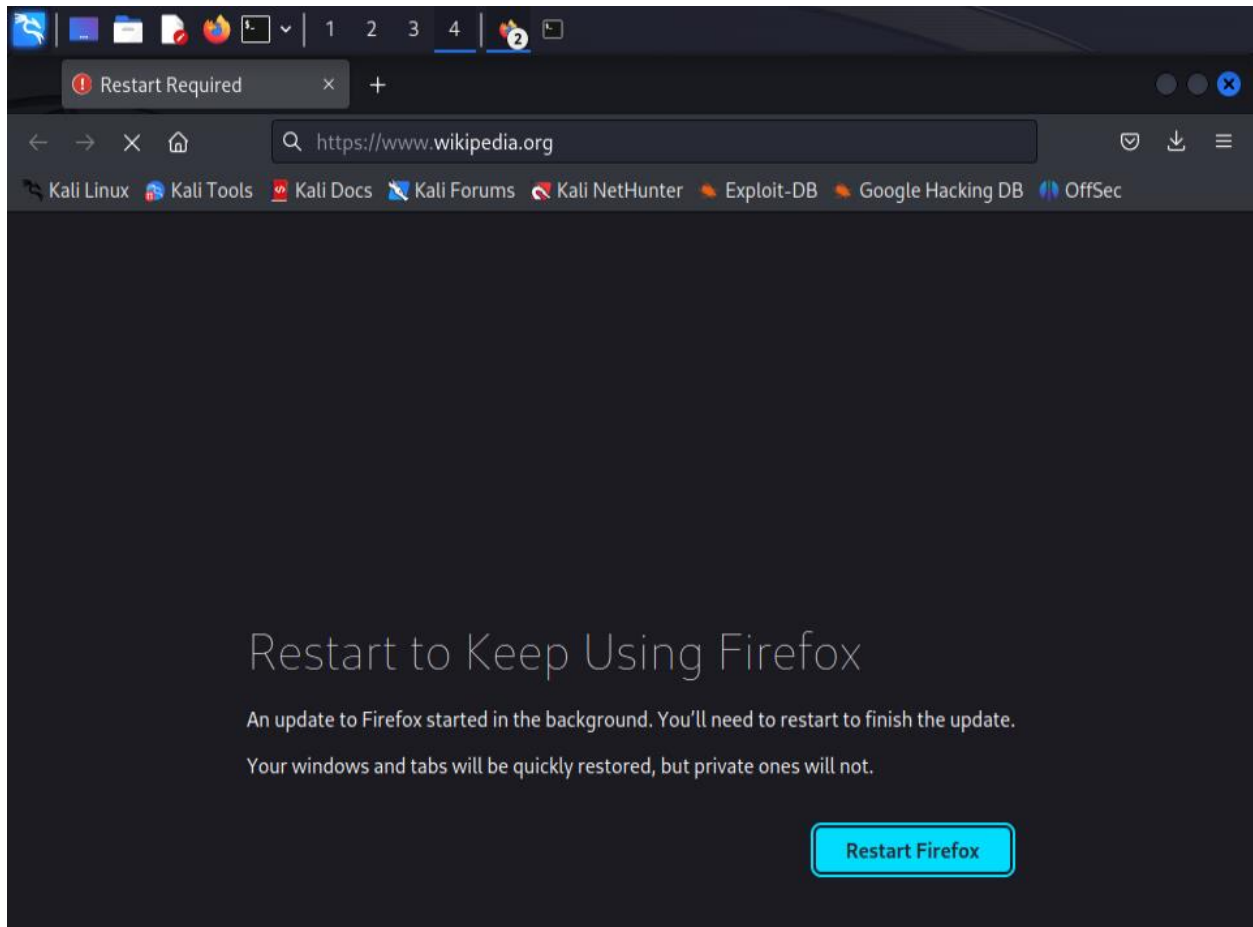 1 2 3 4 2
Restart Required
https://www.wikipedia.org
Kali Linux Kali Tools Kali Docs Kali Forums Kali NetHunter Exploit-DB Google Hacking DB OffSec
Restart to Keep Using Firefox
An update to Firefox started in the background. You’ll need to restart to finish the update.
Your windows and tabs will be quickly restored, but private ones will not.
Restart Firefox